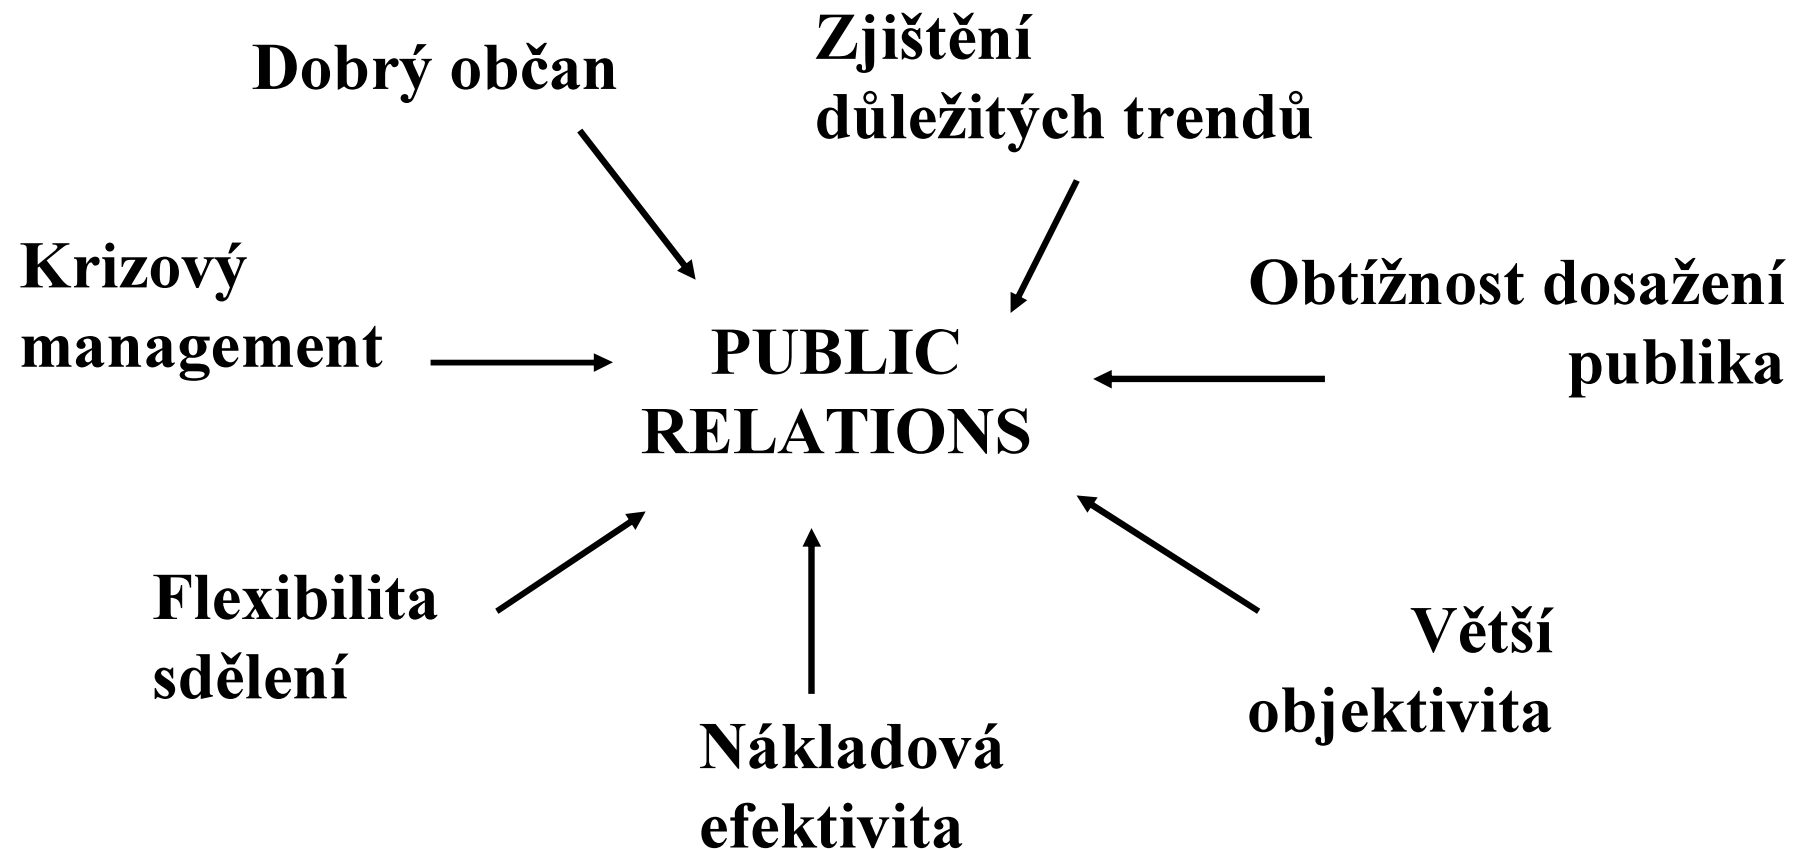 Dobrý občan
Zjištění
důležitých trendů
Krizový
management
Obtížnost dosažení
publika
PUBLIC
RELATIONS
Flexibilita
sdělení
Větší
objektivita
Nákladová
efektivita